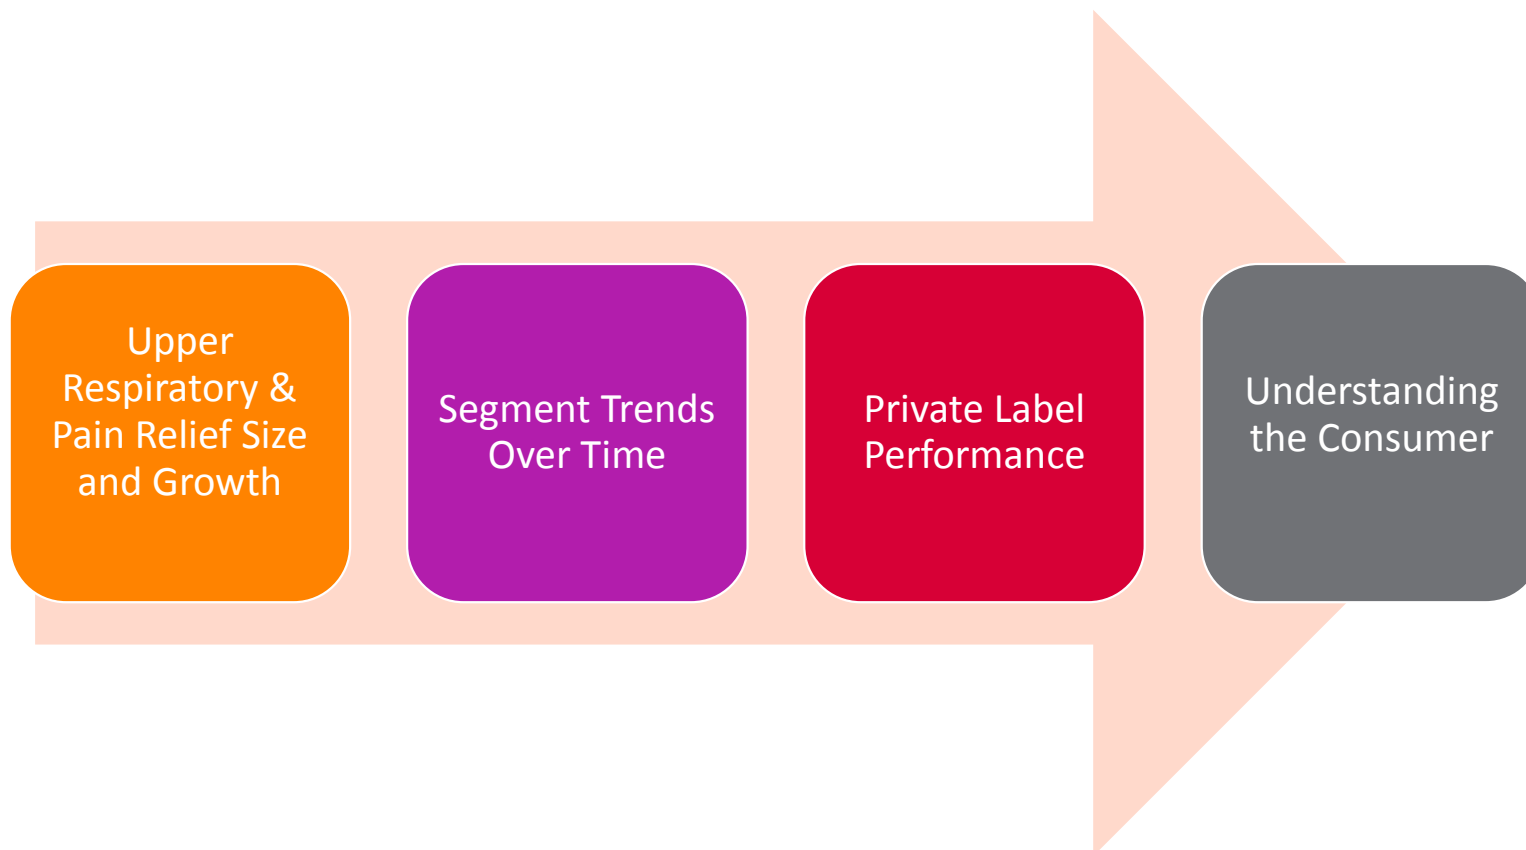 Upper
Respiratory &
Pain Relief Size
and Growth
Segment Trends
Over Time
Private Label
Performance
Understanding
the Consumer